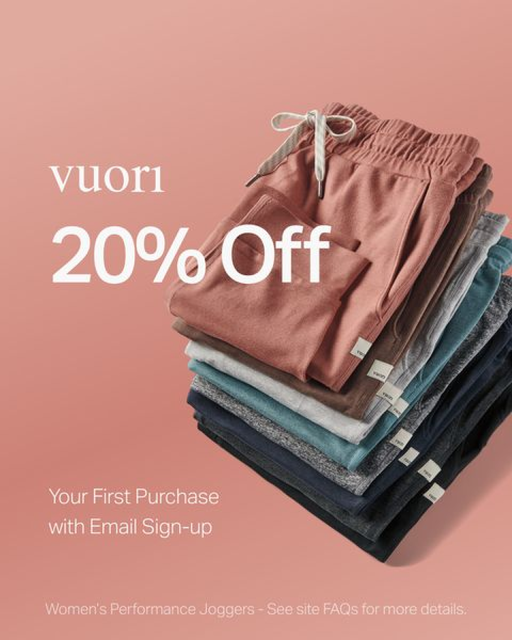 vuori
20% Off
Your First Purchase
with Email Sign-up
Women's Performance Joggers - See site FAQs for more details.